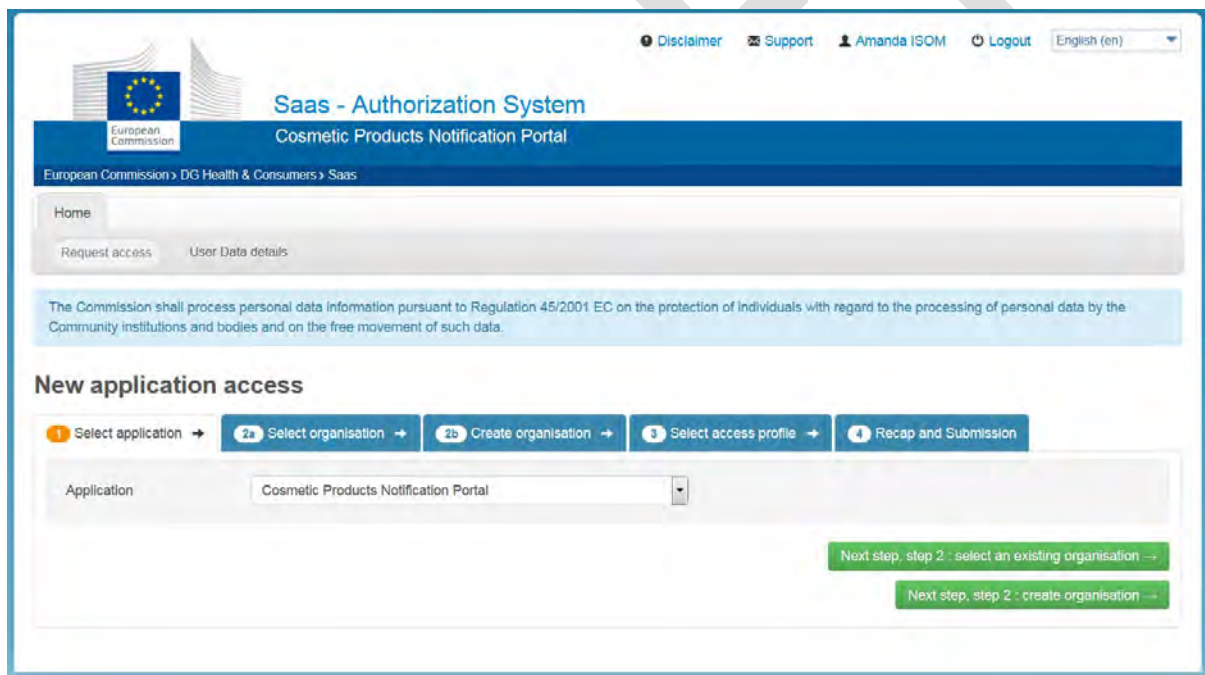 Disclaimer Support Amanda ISOM Logout English (en)
Saas - Authorization System
European
Commission
Cosmetic Products Notification Portal
European Commission › DG Health & Consumers › Saas
Home
Request access User Data details
The Commission shall process personal data information pursuant to Regulation 45/2001 EC on the protection of individuals with regard to the processing of personal data by the
Community institutions and bodies and on the free movement of such data.
New application access
1 Select application → 2a Select organisation → 2b Create organisation → 3 Select access profile → 4 Recap and Submission
Application Cosmetic Products Notification Portal
Next step, step 2 : select an existing organisation →
Next step, step 2 : create organisation →